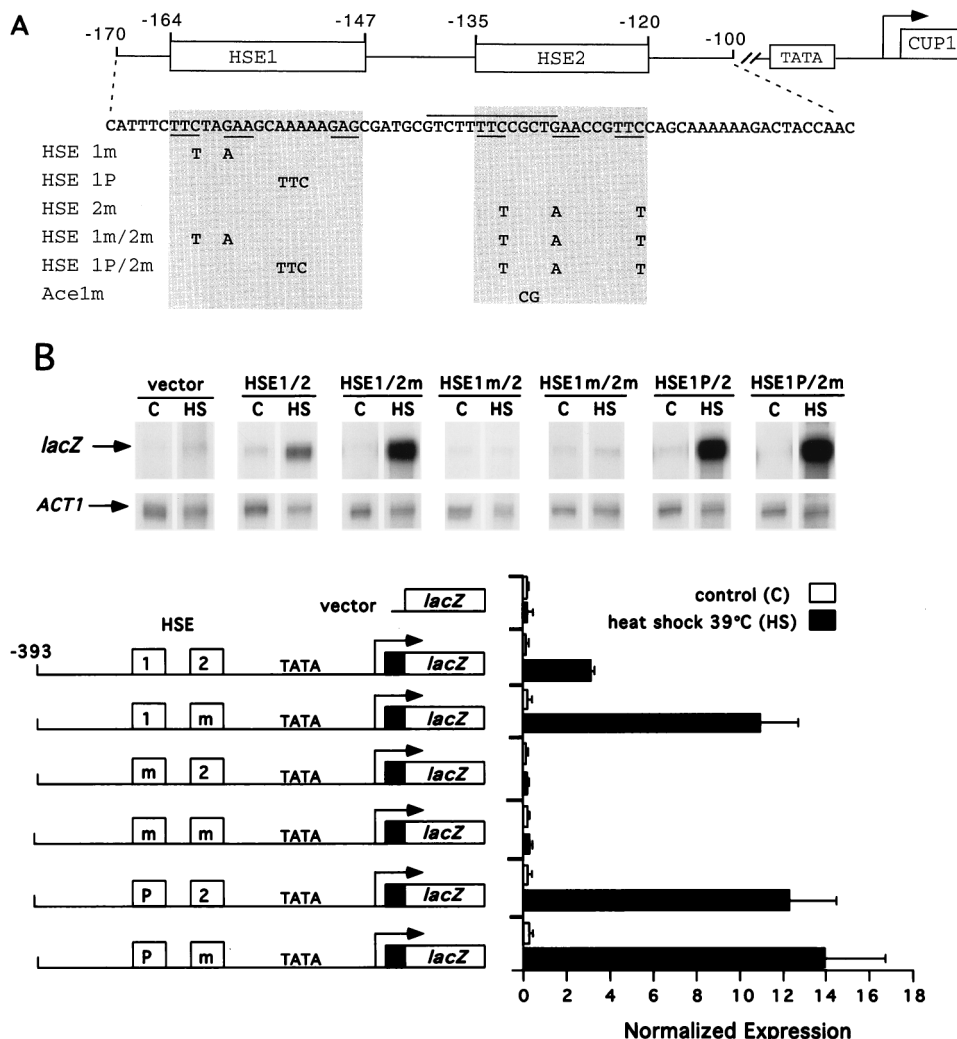 A
-170
-164
-147
-135
-120
-100
HSE1
HSE2
TATA
CUP1
CATTTCTTCTAGAAGCAAAAAGAGCGATGCGTCTTTTCCGCTGAACCGTTCCAGCAAAAAAGACTACCAAC
HSE 1m T A
HSE 1P TTC
HSE 2m T A T
HSE 1m/2m T A T A T
HSE 1P/2m TTC T A T
Ace1m CG
B
vector HSE1/2 HSE1/2m HSE1m/2 HSE1m/2m HSE1P/2 HSE1P/2m
C HS C HS C HS C HS C HS C HS C HS
lacZ
ACT1
vector lacZ
control (C)
heat shock 39°C (HS)
HSE
-393
1 2 TATA lacZ
1 m TATA lacZ
m 2 TATA lacZ
m m TATA lacZ
P 2 TATA lacZ
P m TATA lacZ
0 2 4 6 8 10 12 14 16 18
Normalized Expression